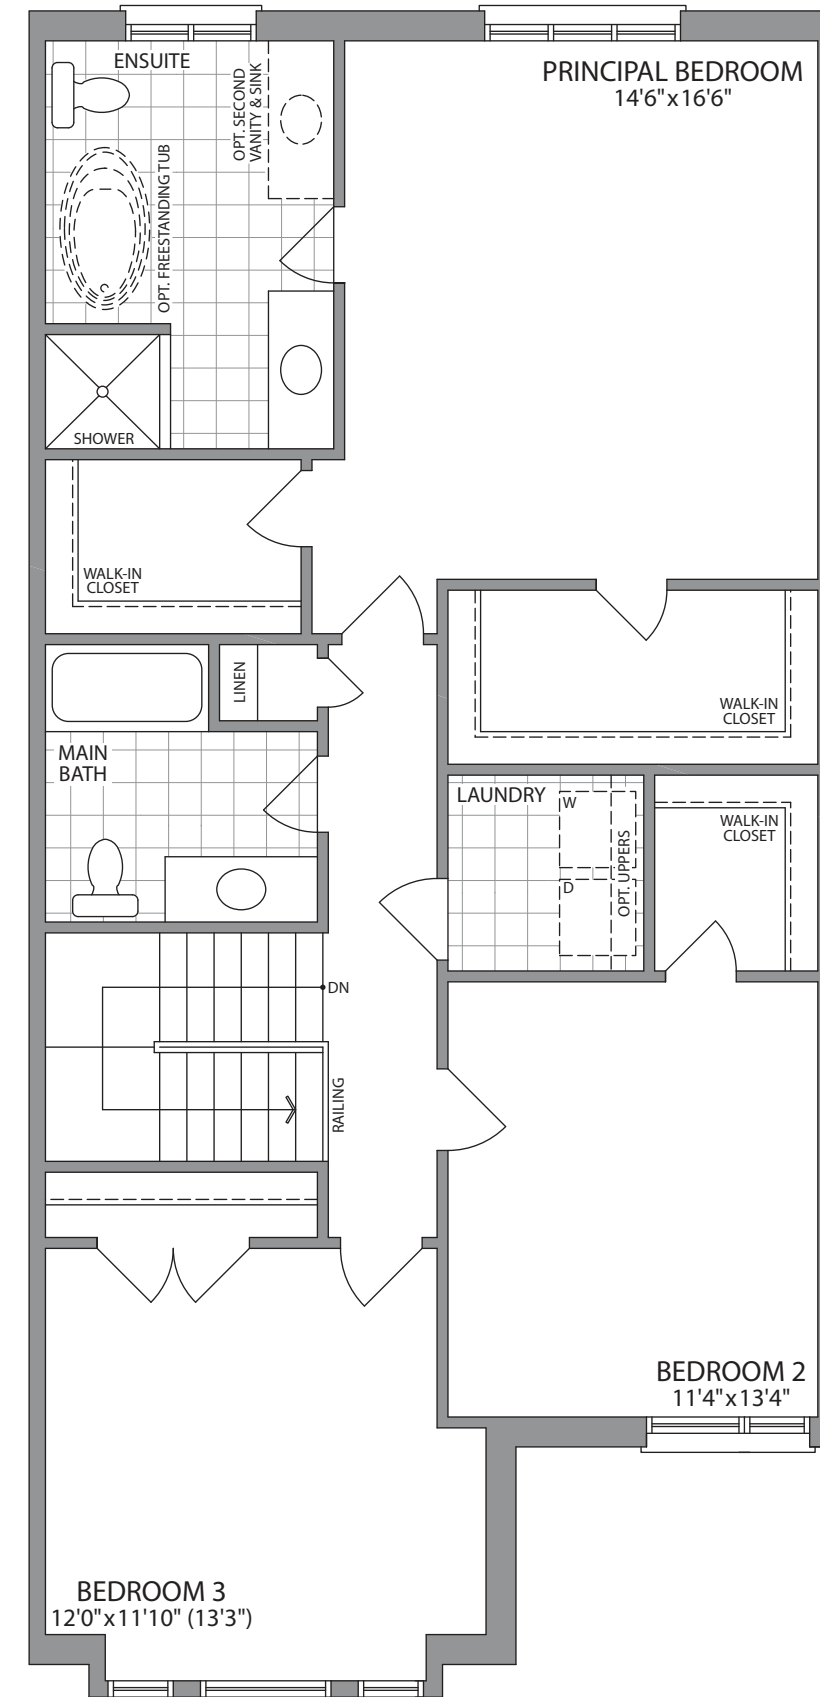 ENSUITE
OPT. SECOND
VANITY & SINK
PRINCIPAL BEDROOM
14'6"x16'6"
OPT. FREESTANDING TUB
SHOWER
WALK-IN
CLOSET
LINEN
WALK-IN
CLOSET
MAIN
BATH
LAUNDRY
W
D
OPT. UPPERS
WALK-IN
CLOSET
DN
RAILING
BEDROOM 2
11'4"x13'4"
BEDROOM 3
12'0"x11'10" (13'3")